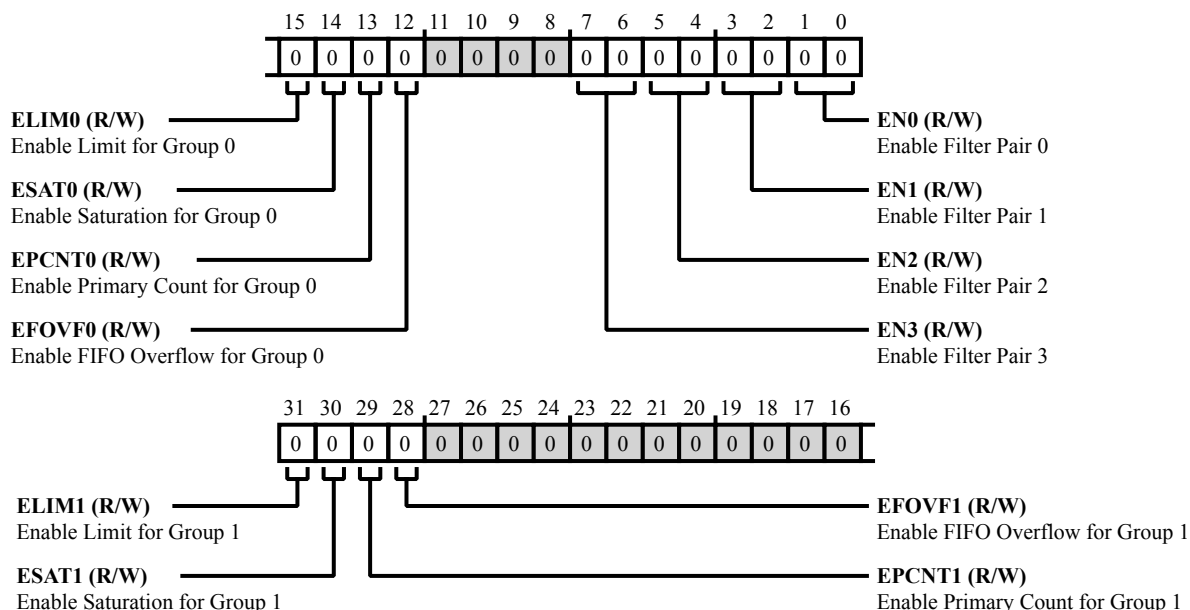 15 14 13 12 11 10 9 8 7 6 5 4 3 2 1 0
0 0 0 0 0 0 0 0 0 0 0 0 0 0 0 0
ELIM0 (R/W)
Enable Limit for Group 0
ESAT0 (R/W)
Enable Saturation for Group 0
EPCNT0 (R/W)
Enable Primary Count for Group 0
EFOVF0 (R/W)
Enable FIFO Overflow for Group 0
EN0 (R/W)
Enable Filter Pair 0
EN1 (R/W)
Enable Filter Pair 1
EN2 (R/W)
Enable Filter Pair 2
EN3 (R/W)
Enable Filter Pair 3
31 30 29 28 27 26 25 24 23 22 21 20 19 18 17 16
0 0 0 0 0 0 0 0 0 0 0 0 0 0 0 0
ELIM1 (R/W)
Enable Limit for Group 1
ESAT1 (R/W)
Enable Saturation for Group 1
EFOVF1 (R/W)
Enable FIFO Overflow for Group 1
EPCNT1 (R/W)
Enable Primary Count for Group 1